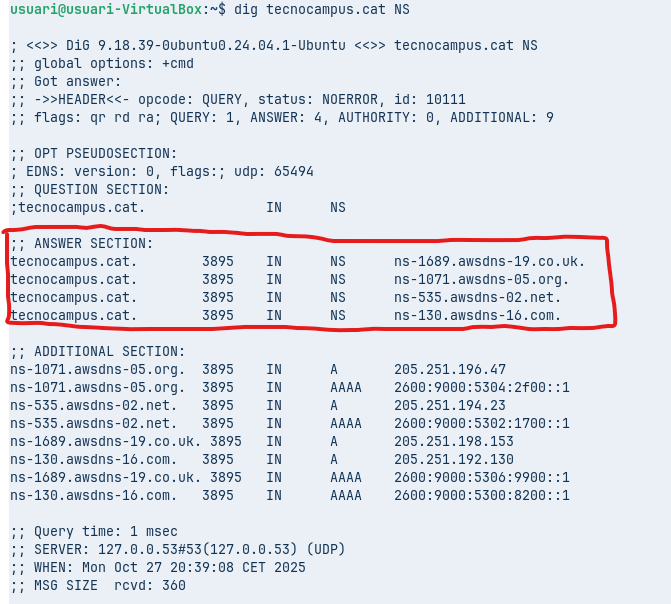 usuari@usuari-VirtualBox:~$ dig tecnocampus.cat NS
; <<>> DiG 9.18.39-0ubuntu0.24.04.1-Ubuntu <<>> tecnocampus.cat NS
;; global options: +cmd
;; Got answer:
;; ->>HEADER<<- opcode: QUERY, status: NOERROR, id: 10111
;; flags: qr rd ra; QUERY: 1, ANSWER: 4, AUTHORITY: 0, ADDITIONAL: 9
;; OPT PSEUDOSECTION:
; EDNS: version: 0, flags:; udp: 65494
;; QUESTION SECTION:
;tecnocampus.cat. IN NS
;; ANSWER SECTION:
tecnocampus.cat. 3895 IN NS ns-1689.awsdns-19.co.uk.
tecnocampus.cat. 3895 IN NS ns-1071.awsdns-05.org.
tecnocampus.cat. 3895 IN NS ns-535.awsdns-02.net.
tecnocampus.cat. 3895 IN NS ns-130.awsdns-16.com.
;; ADDITIONAL SECTION:
ns-1071.awsdns-05.org. 3895 IN A 205.251.196.47
ns-1071.awsdns-05.org. 3895 IN AAAA 2600:9000:5304:2f00::1
ns-535.awsdns-02.net. 3895 IN A 205.251.194.23
ns-535.awsdns-02.net. 3895 IN AAAA 2600:9000:5302:1700::1
ns-1689.awsdns-19.co.uk. 3895 IN A 205.251.198.153
ns-130.awsdns-16.com. 3895 IN A 205.251.192.130
ns-1689.awsdns-19.co.uk. 3895 IN AAAA 2600:9000:5306:9900::1
ns-130.awsdns-16.com. 3895 IN AAAA 2600:9000:5300:8200::1
;; Query time: 1 msec
;; SERVER: 127.0.0.53#53(127.0.0.53) (UDP)
;; WHEN: Mon Oct 27 20:39:08 CET 2025
;; MSG SIZE rcvd: 360